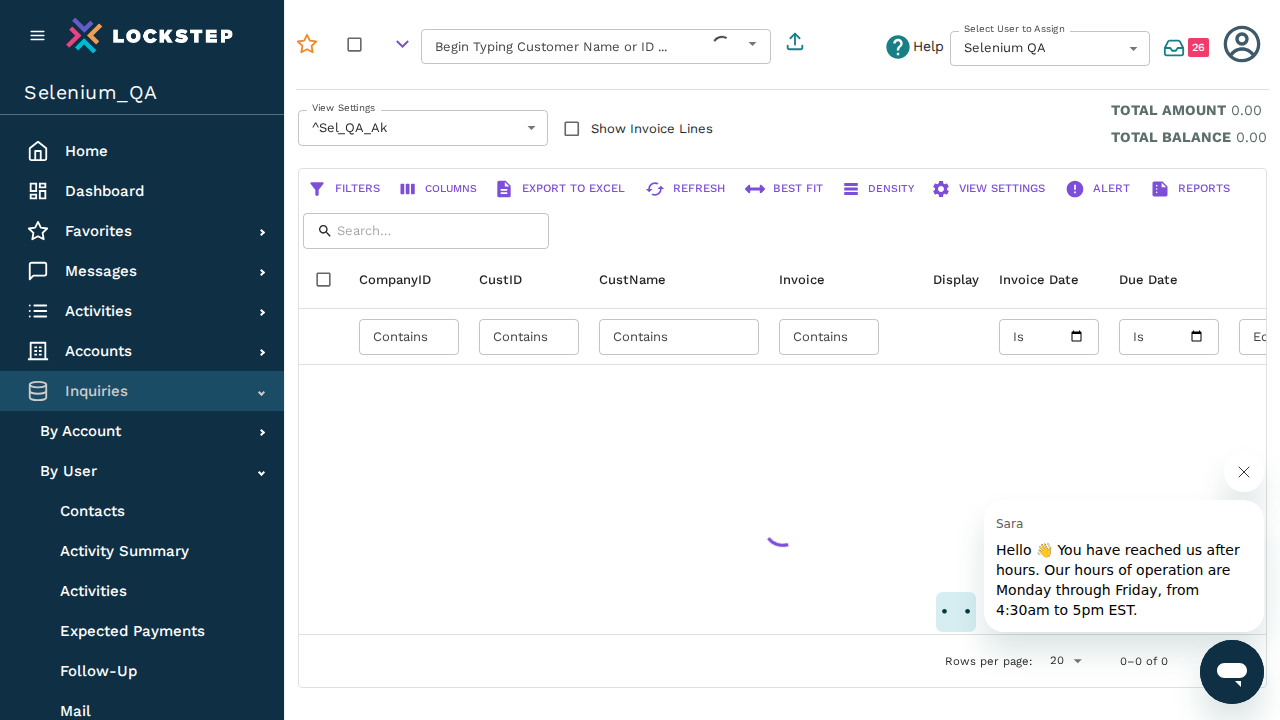 LOCKSTEP
Selenium_QA
Home
Dashboard
Favorites
Messages
Activities
Accounts
Inquiries
By Account
By User
Contacts
Activity Summary
Activities
Expected Payments
Follow-Up
Mail
Begin Typing Customer Name or ID ...
Help
Select User to Assign
Selenium QA
26
View Settings
^Sel_QA_Ak
Show Invoice Lines
TOTAL AMOUNT 0.00
TOTAL BALANCE 0.00
FILTERS COLUMNS EXPORT TO EXCEL REFRESH BEST FIT DENSITY VIEW SETTINGS ALERT REPORTS
Search...
CompanyID CustID CustName Invoice Display Invoice Date Due Date
Contains Contains Contains Contains Is Is
Sara
Hello 👋 You have reached us after
hours. Our hours of operation are
Monday through Friday, from
4:30am to 5pm EST.
Rows per page: 20 0–0 of 0